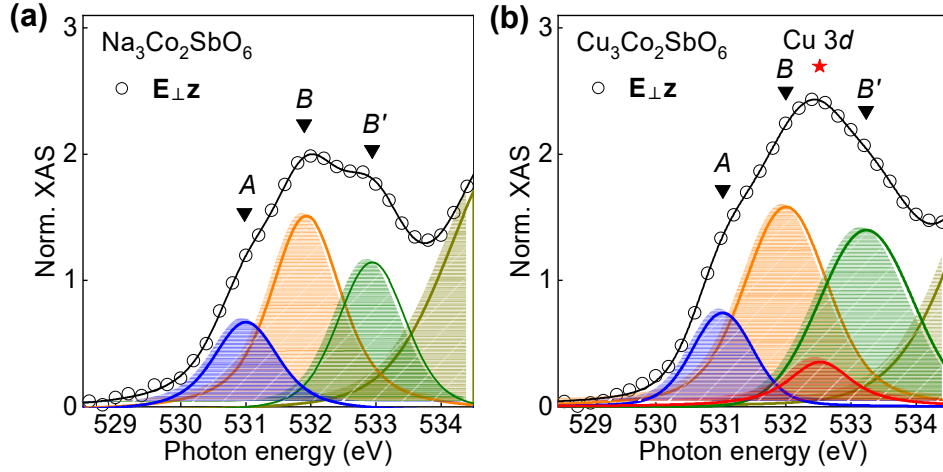 (a)
Na3Co2SbO6
E⊥z
A
B
B'
Norm. XAS
3
2
1
0
529 530 531 532 533 534
Photon energy (eV)
(b)
Cu3Co2SbO6
E⊥z
Cu 3d
A
B
B'
Norm. XAS
3
2
1
0
529 530 531 532 533 534
Photon energy (eV)